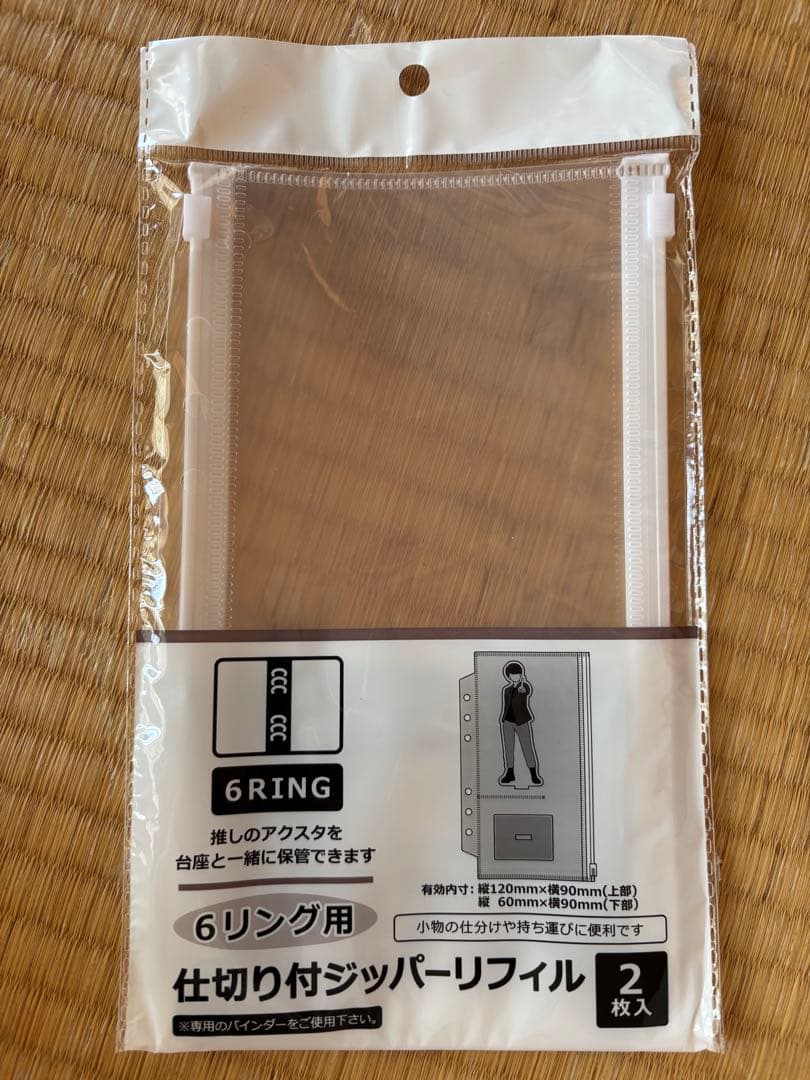 6RING
推しのアクスタを
台座と一緒に保管できます
有効内寸: 縦120mm×横90mm(上部)
縦 60mm×横90mm(下部)
6リング用
小物の仕分けや持ち運びに便利です
仕切り付ジッパーリフィル
2
枚入
※専用のバインダーをご使用下さい。